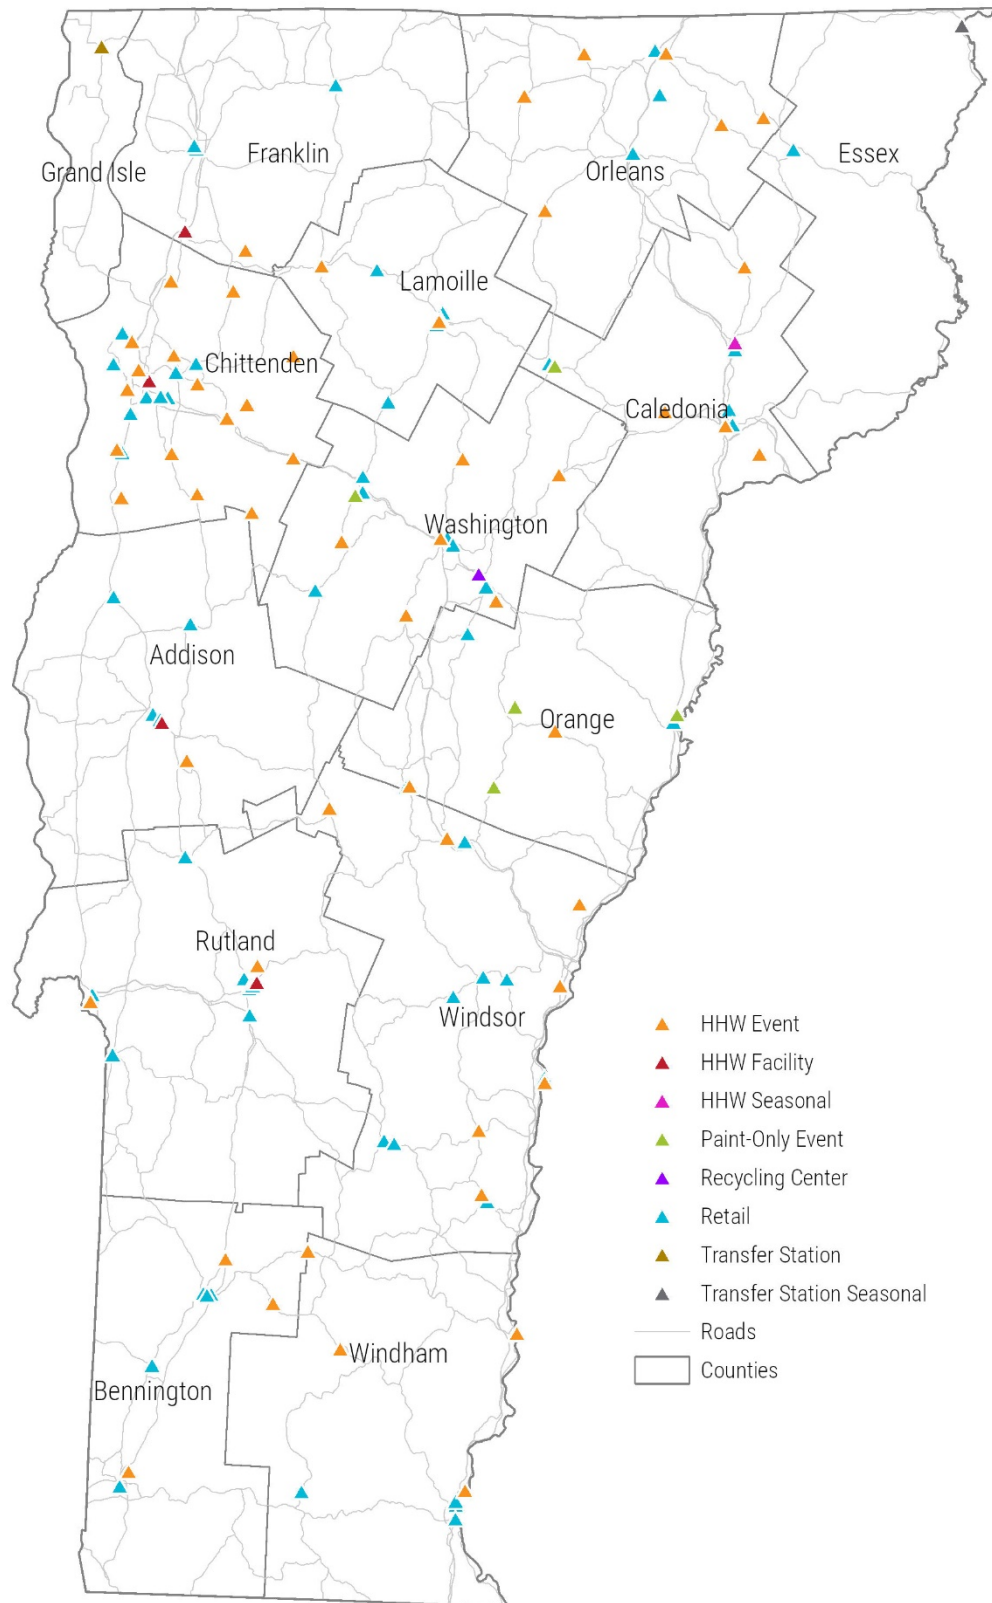 Franklin
Grand Isle
Orleans
Essex
Lamoille
Chittenden
Caledonia
Washington
Addison
Orange
Rutland
Windsor
HHW Event
HHW Facility
HHW Seasonal
Paint-Only Event
Recycling Center
Retail
Transfer Station
Transfer Station Seasonal
Roads
Counties
Windham
Bennington